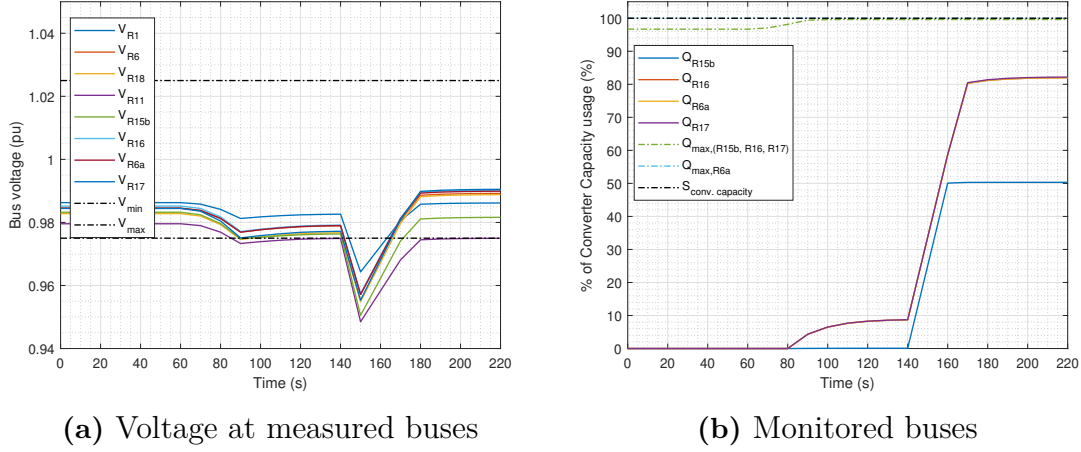 1.04
1.02
1
0.98
0.96
0.94
Bus voltage (pu)
V_R1
V_R6
V_R18
V_R11
V_R15b
V_R16
V_R6a
V_R17
V_min
V_max
0 20 40 60 80 100 120 140 160 180 200 220
Time (s)
(a) Voltage at measured buses
100
90
80
70
60
50
40
30
20
10
0
% of Converter Capacity usage (%)
Q_R15b
Q_R16
Q_R6a
Q_R17
Q_max,(R15b, R16, R17)
Q_max,R6a
S_conv. capacity
0 20 40 60 80 100 120 140 160 180 200 220
Time (s)
(b) Monitored buses